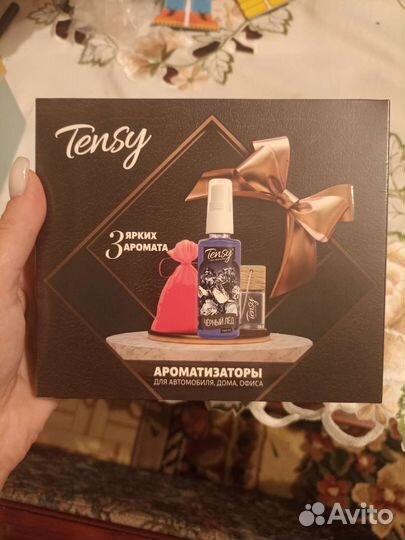 Tensy
3 ЯРКИХ
АРОМАТА
Tensy
ЧЁРНЫЙ ЛЁД
Tensy
АРОМАТИЗАТОРЫ
ДЛЯ АВТОМОБИЛЯ, ДОМА, ОФИСА
Avito